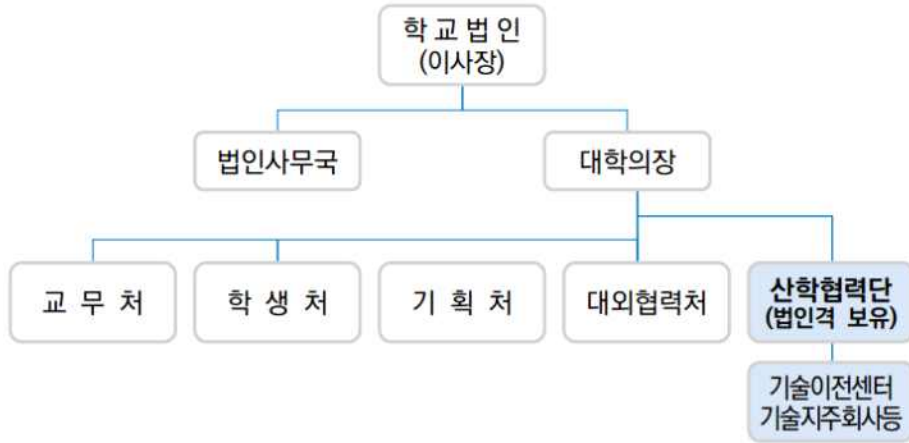 학 교 법 인
(이사장)
법인사무국
대학의장
교 무 처
학 생 처
기 획 처
대외협력처
산학협력단
(법인격 보유)
기술이전센터
기술지주회사등